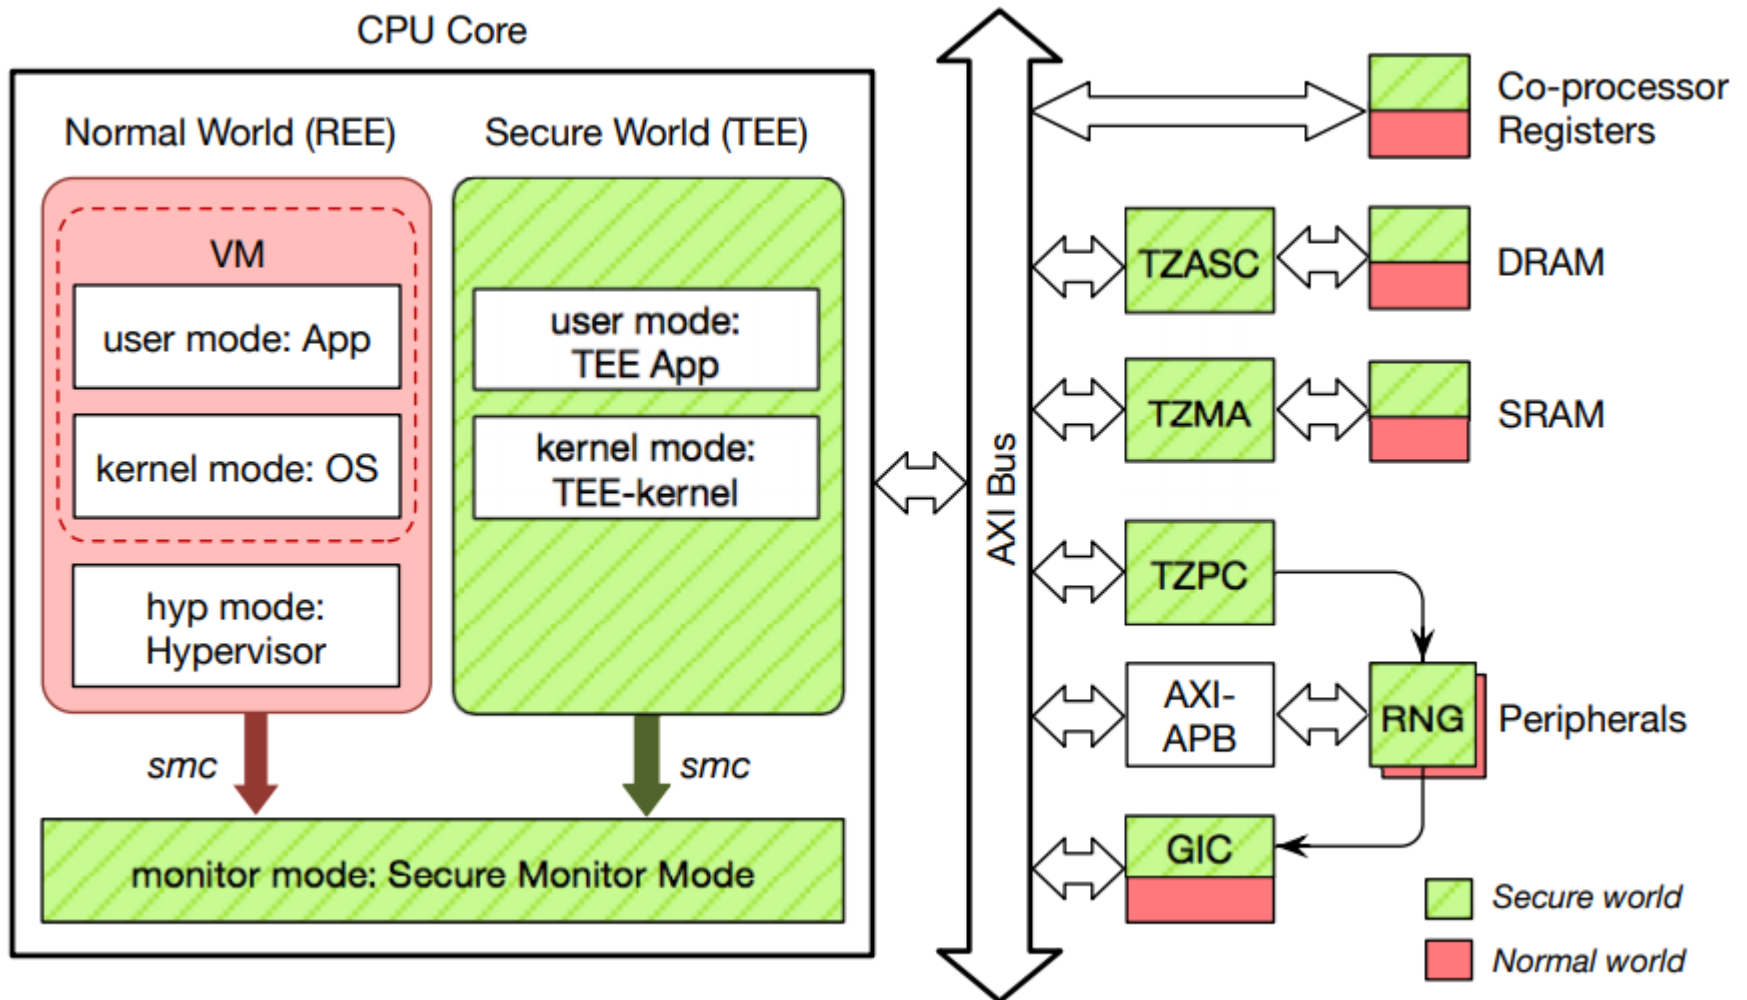 CPU Core
Normal World (REE)
Secure World (TEE)
VM
user mode: App
kernel mode: OS
hyp mode:
Hypervisor
user mode:
TEE App
kernel mode:
TEE-kernel
smc
smc
monitor mode: Secure Monitor Mode
AXI Bus
Co-processor
Registers
TZASC
DRAM
TZMA
SRAM
TZPC
AXI-
APB
RNG
Peripherals
GIC
Secure world
Normal world